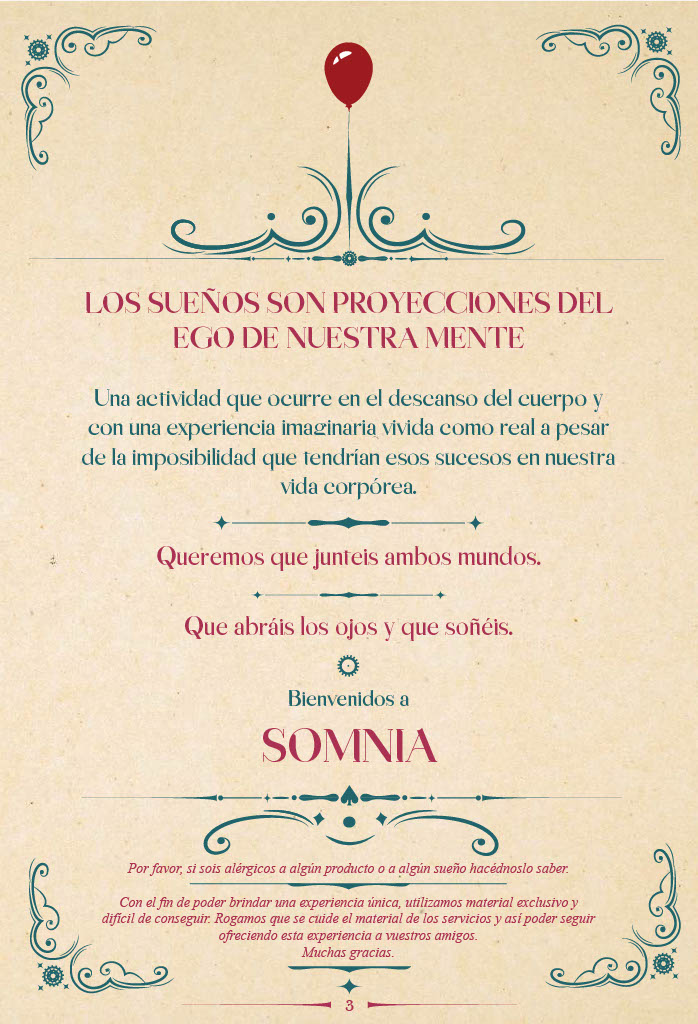 LOS SUEÑOS SON PROYECCIONES DEL
EGO DE NUESTRA MENTE
Una actividad que ocurre en el descanso del cuerpo y
con una experiencia imaginaria vivida como real a pesar
de la imposibilidad que tendrían esos sucesos en nuestra
vida corpórea.
Queremos que junteis ambos mundos.
Que abráis los ojos y que soñéis.
Bienvenidos a
SOMNIA
Por favor, si sois alérgicos a algún producto o a algún sueño hacédnoslo saber.
Con el fin de poder brindar una experiencia única, utilizamos material exclusivo y
difícil de conseguir. Rogamos que se cuide el material de los servicios y así poder seguir
ofreciendo esta experiencia a vuestros amigos.
Muchas gracias.
3